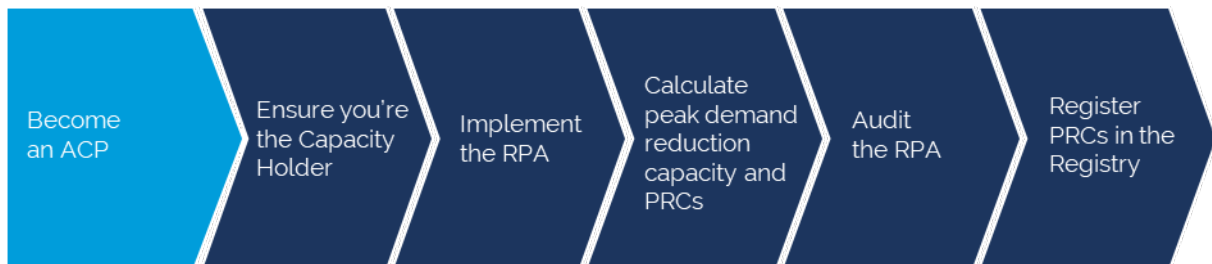 Become
an ACP
Ensure you're
the Capacity
Holder
Implement
the RPA
Calculate
peak demand
reduction
capacity and
PRCs
Audit
the RPA
Register
PRCs in the
Registry